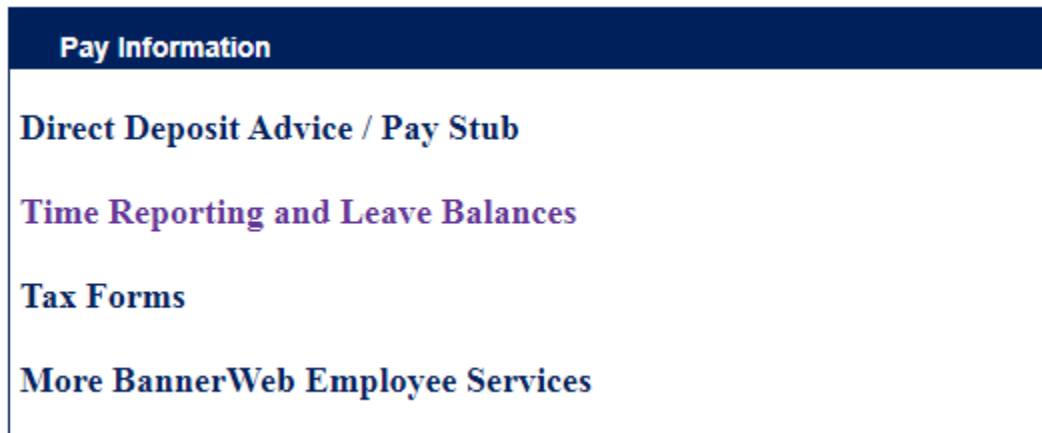 Pay Information
Direct Deposit Advice / Pay Stub
Time Reporting and Leave Balances
Tax Forms
More BannerWeb Employee Services